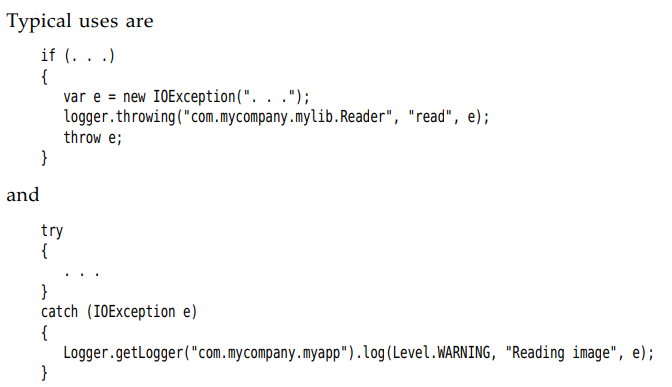 Typical uses are
if (. . .)
{
   var e = new IOException(". . .");
   logger.throwing("com.mycompany.mylib.Reader", "read", e);
   throw e;
}
and
try
{
   . . .
}
catch (IOException e)
{
   Logger.getLogger("com.mycompany.myapp").log(Level.WARNING, "Reading image", e);
}